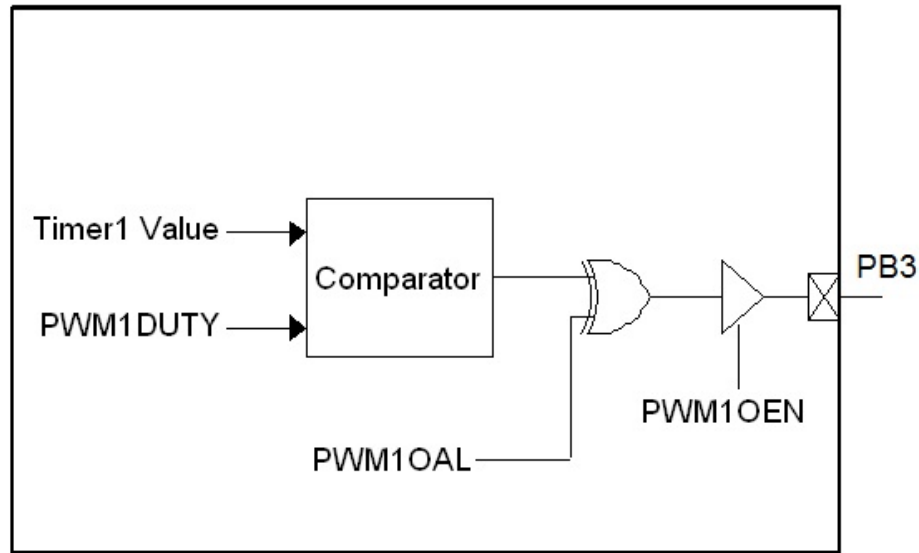 Timer1 Value
Comparator
PWM1DUTY
PB3
PWM1OEN
PWM1OAL